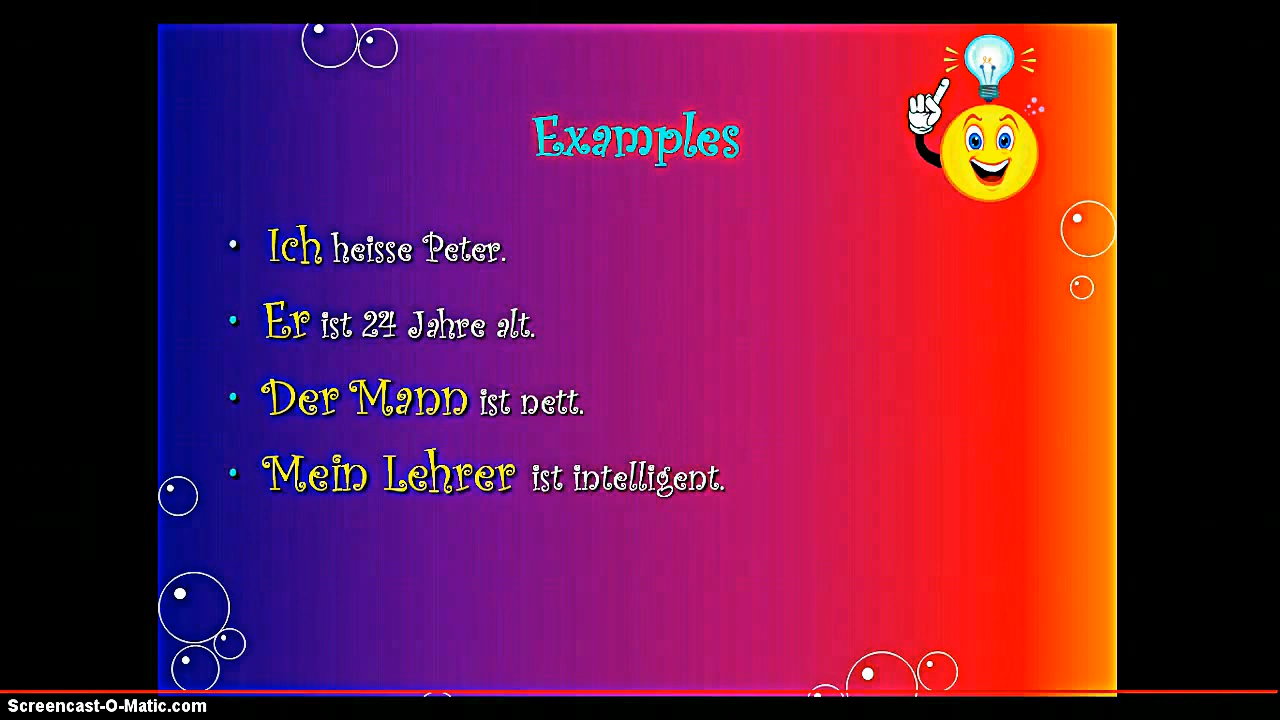 Examples
Ich heisse Peter.
Er ist 24 Jahre alt.
Der Mann ist nett.
Mein Lehrer ist intelligent.
Screencast-O-Matic.com